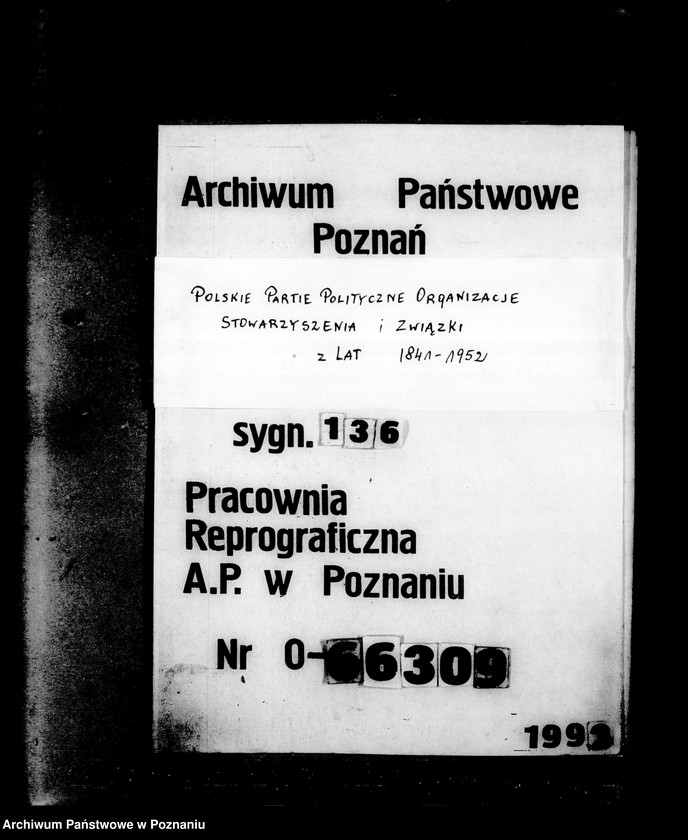 Archiwum Państwowe
Poznań
POLSKIE PARTIE POLITYCZNE ORGANIZACJE
STOWARZYSZENIA i ZWIĄZKI
z LAT 1841-1952
sygn. 136
Pracownia
Reprograficzna
A.P. w Poznaniu
Nr 0-66309
Archiwum Państwowe w Poznaniu